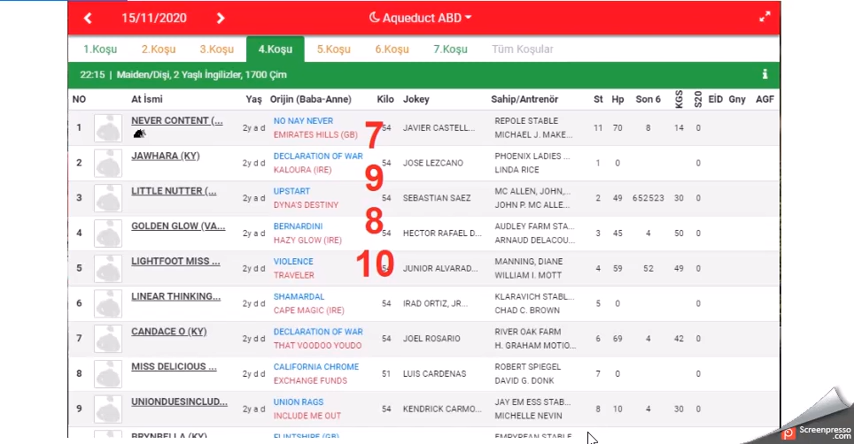 15/11/2020 Aqueduct ABD
1.Koşu 2.Koşu 3.Koşu 4.Koşu 5.Koşu 6.Koşu 7.Koşu Tüm Koşular
22:15 | Maiden/Dişi, 2 Yaşlı İngilizler, 1700 Çim
NO At İsmi Yaş Orijin (Baba-Anne) Kilo Jokey Sahip/Antrenör St Hp Son 6 KGS S20 EİD Gny AGF
1 NEVER CONTENT (... 2y d d NO NAY NEVER 54 JAVIER CASTELL... REPOLE STABLE 11 70 8 14 0
EMIRATES HILLS (GB) MICHAEL J. MAKE...
7
2 JAWHARA (KY) 2y d d DECLARATION OF WAR 54 JOSE LEZCANO PHOENIX LADIES ... 1 0 0
KALOURA (IRE) LINDA RICE
9
3 LITTLE NUTTER (... 2y a d UPSTART 54 SEBASTIAN SAEZ MC ALLEN, JOHN,... 2 49 652523 30 0
DYNA'S DESTINY JOHN P. MC ALLE...
8
4 GOLDEN GLOW (VA... 2y a d BERNARDINI 54 HECTOR RAFAEL D... AUDLEY FARM STA... 3 45 4 50 0
HAZY GLOW (IRE) ARNAUD DELACOU...
10
5 LIGHTFOOT MISS ... 2y d d VIOLENCE JUNIOR ALVARAD... MANNING, DIANE 4 59 52 49 0
TRAVELER WILLIAM I. MOTT
6 LINEAR THINKING... 2y d d SHAMARDAL 54 IRAD ORTIZ, JR... KLARAVICH STABL... 5 0 0
CAPE MAGIC (IRE) CHAD C. BROWN
7 CANDACE O (KY) 2y d d DECLARATION OF WAR 54 JOEL ROSARIO RIVER OAK FARM 6 69 4 42 0
THAT VOODOO YOUDO H. GRAHAM MOTIO...
8 MISS DELICIOUS ... 2y d d CALIFORNIA CHROME 51 LUIS CARDENAS ROBERT SPIEGEL 7 0 0
EXCHANGE FUNDS DAVID G. DONK
9 UNIONDUESINCLUD... 2y a d UNION RAGS 54 KENDRICK CARMO... JAY EM ESS STAB... 8 10 4 30 0
INCLUDE ME OUT MICHELLE NEVIN
BRYNBELLA (KY) FLINTSHIRE (GB) EMPYREAN STABLE
Screenpresso
.com